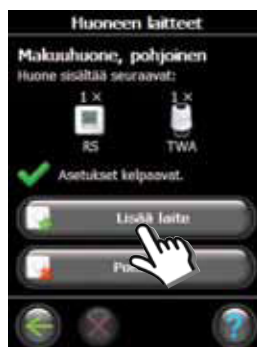 Huoneen laitteet
Makuuhuone, pohjoinen
Huone sisältää seuraavat:
1 × 1 ×
RS TWA
Asetukset kelpaavat.
Lisää laite
?